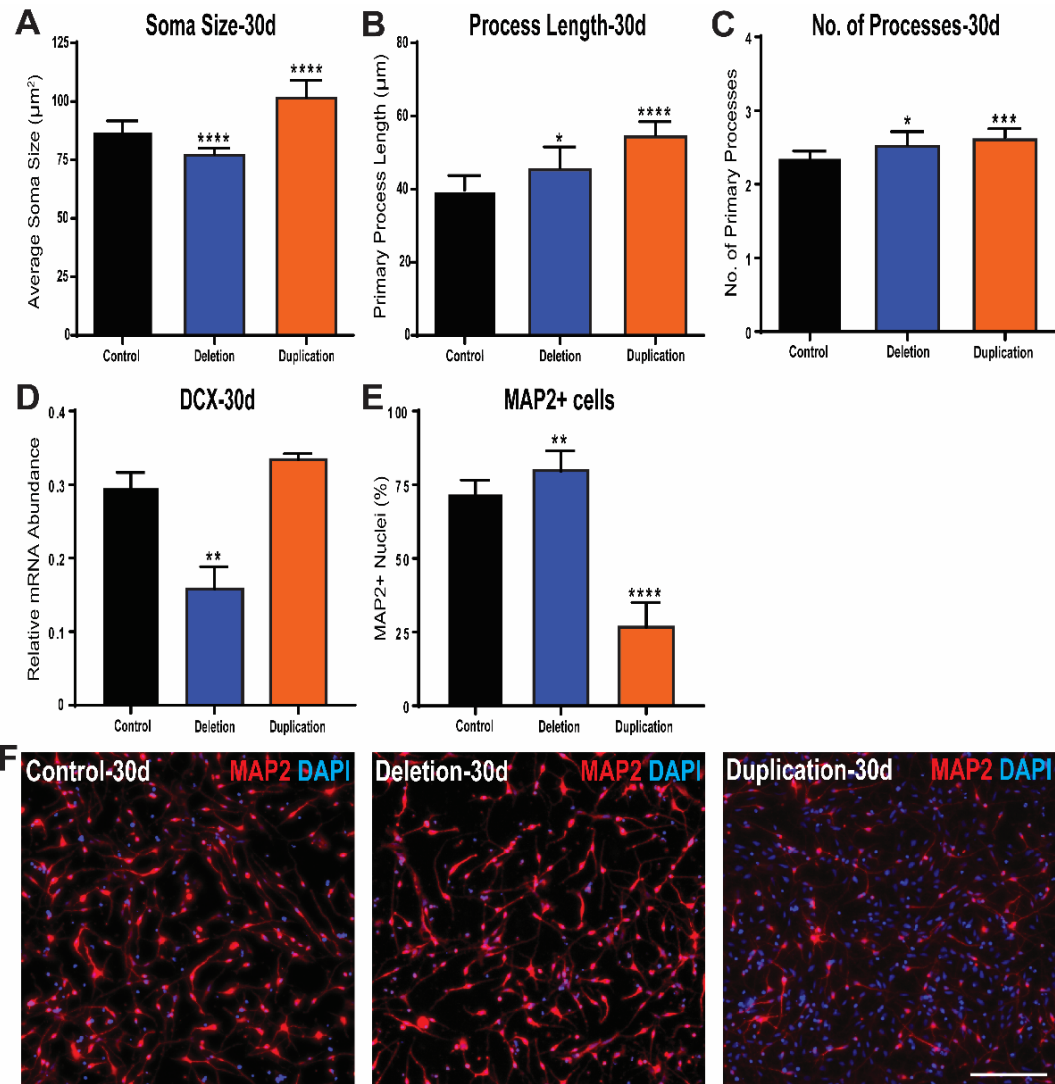 A
Soma Size-30d
Average Soma Size (µm²)
125
100
75
50
25
0
****
****
Control
Deletion
Duplication
B
Process Length-30d
Primary Process Length (µm)
80
60
40
20
0
*
****
Control
Deletion
Duplication
C
No. of Processes-30d
No. of Primary Processes
4
3
2
1
0
*
***
Control
Deletion
Duplication
D
DCX-30d
Relative mRNA Abundance
0.4
0.3
0.2
0.1
0
**
Control
Deletion
Duplication
E
MAP2+ cells
MAP2+ Nuclei (%)
100
75
50
25
0
**
****
Control
Deletion
Duplication
F
Control-30d MAP2 DAPI
Deletion-30d MAP2 DAPI
Duplication-30d MAP2 DAPI